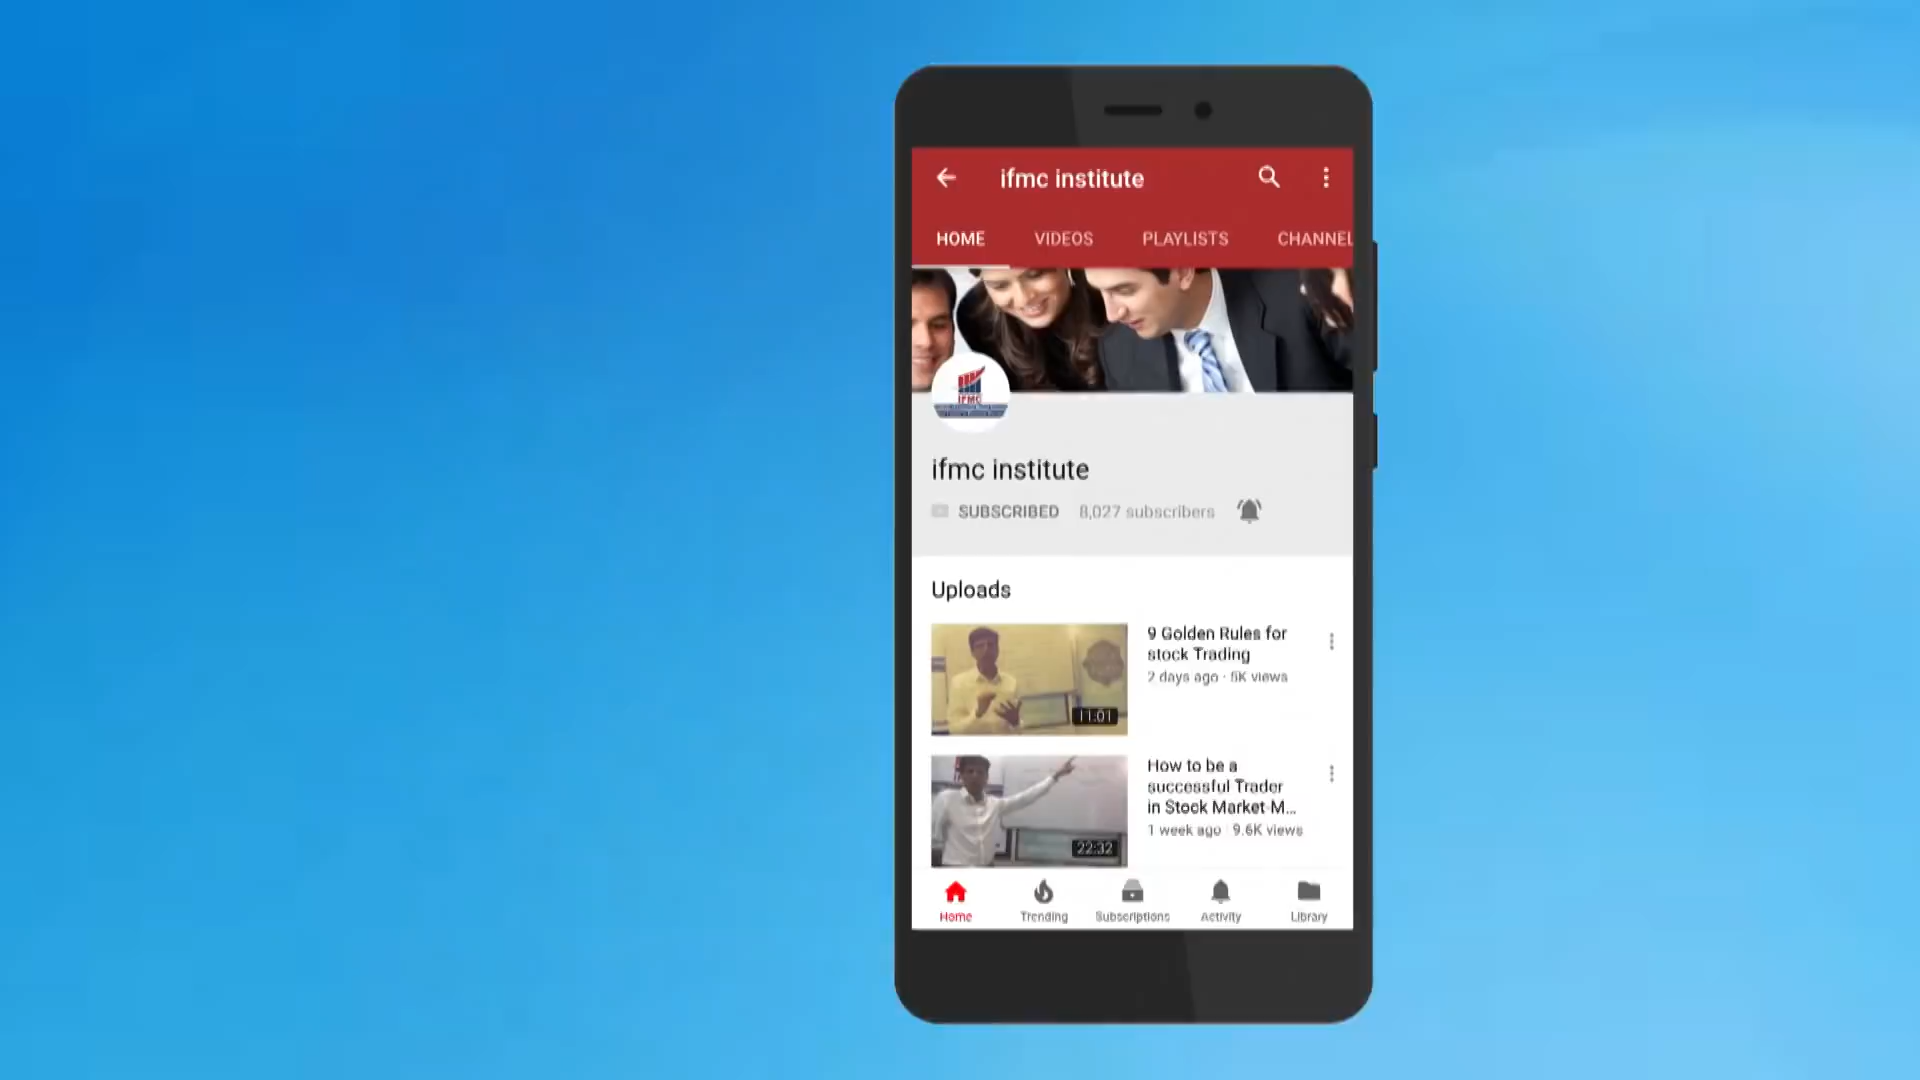 ifmc institute
HOME VIDEOS PLAYLISTS CHANNEL
IFMC
ifmc institute
SUBSCRIBED 8,027 subscribers
Uploads
9 Golden Rules for
stock Trading
2 days ago · 5K views
11:01
How to be a
successful Trader
in Stock Market-M...
1 week ago · 9.6K views
22:32
Home Trending Subscriptions Activity Library